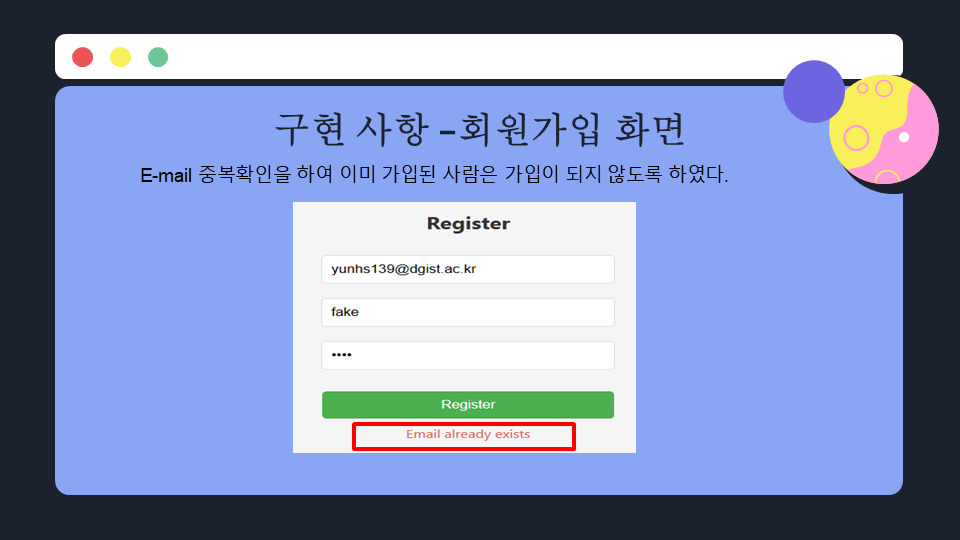 구현 사항 –회원가입 화면
E-mail 중복확인을 하여 이미 가입된 사람은 가입이 되지 않도록 하였다.
Register
yunhs139@dgist.ac.kr
fake
••••
Register
Email already exists